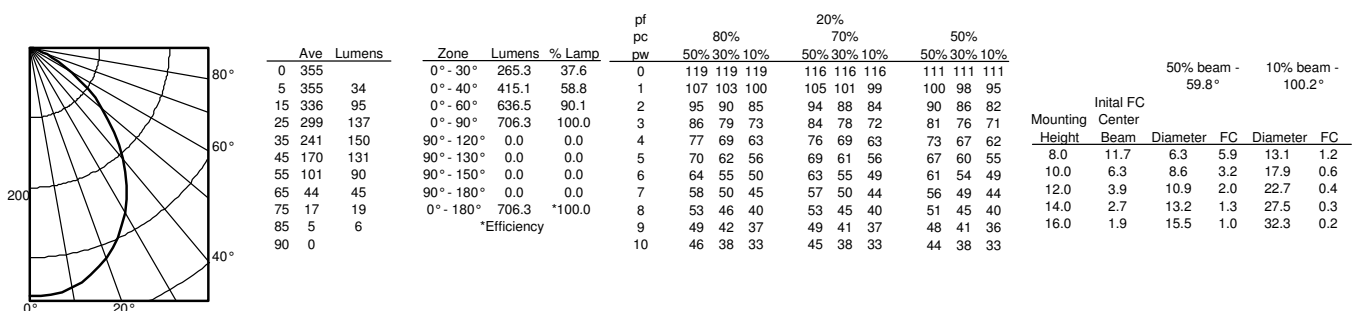 80°
60°
200
40°
0° 20°
Ave Lumens
0 355
5 355 34
15 336 95
25 299 137
35 241 150
45 170 131
55 101 90
65 44 45
75 17 19
85 5 6
90 0
Zone Lumens % Lamp
0° - 30° 265.3 37.6
0° - 40° 415.1 58.8
0° - 60° 636.5 90.1
0° - 90° 706.3 100.0
90° - 120° 0.0 0.0
90° - 130° 0.0 0.0
90° - 150° 0.0 0.0
90° - 180° 0.0 0.0
0° - 180° 706.3 *100.0
*Efficiency
pf 20%
pc 80% 70% 50%
pw 50% 30% 10% 50% 30% 10% 50% 30% 10%
0 119 119 119 116 116 116 111 111 111
1 107 103 100 105 101 99 100 98 95
2 95 90 85 94 88 84 90 86 82
3 86 79 73 84 78 72 81 76 71
4 77 69 63 76 69 63 73 67 62
5 70 62 56 69 61 56 67 60 55
6 64 55 50 63 55 49 61 54 49
7 58 50 45 57 50 44 56 49 44
8 53 46 40 53 45 40 51 45 40
9 49 42 37 49 41 37 48 41 36
10 46 38 33 45 38 33 44 38 33
50% beam - 10% beam -
59.8° 100.2°
Inital FC
Mounting Center
Height Beam Diameter FC Diameter FC
8.0 11.7 6.3 5.9 13.1 1.2
10.0 6.3 8.6 3.2 17.9 0.6
12.0 3.9 10.9 2.0 22.7 0.4
14.0 2.7 13.2 1.3 27.5 0.3
16.0 1.9 15.5 1.0 32.3 0.2